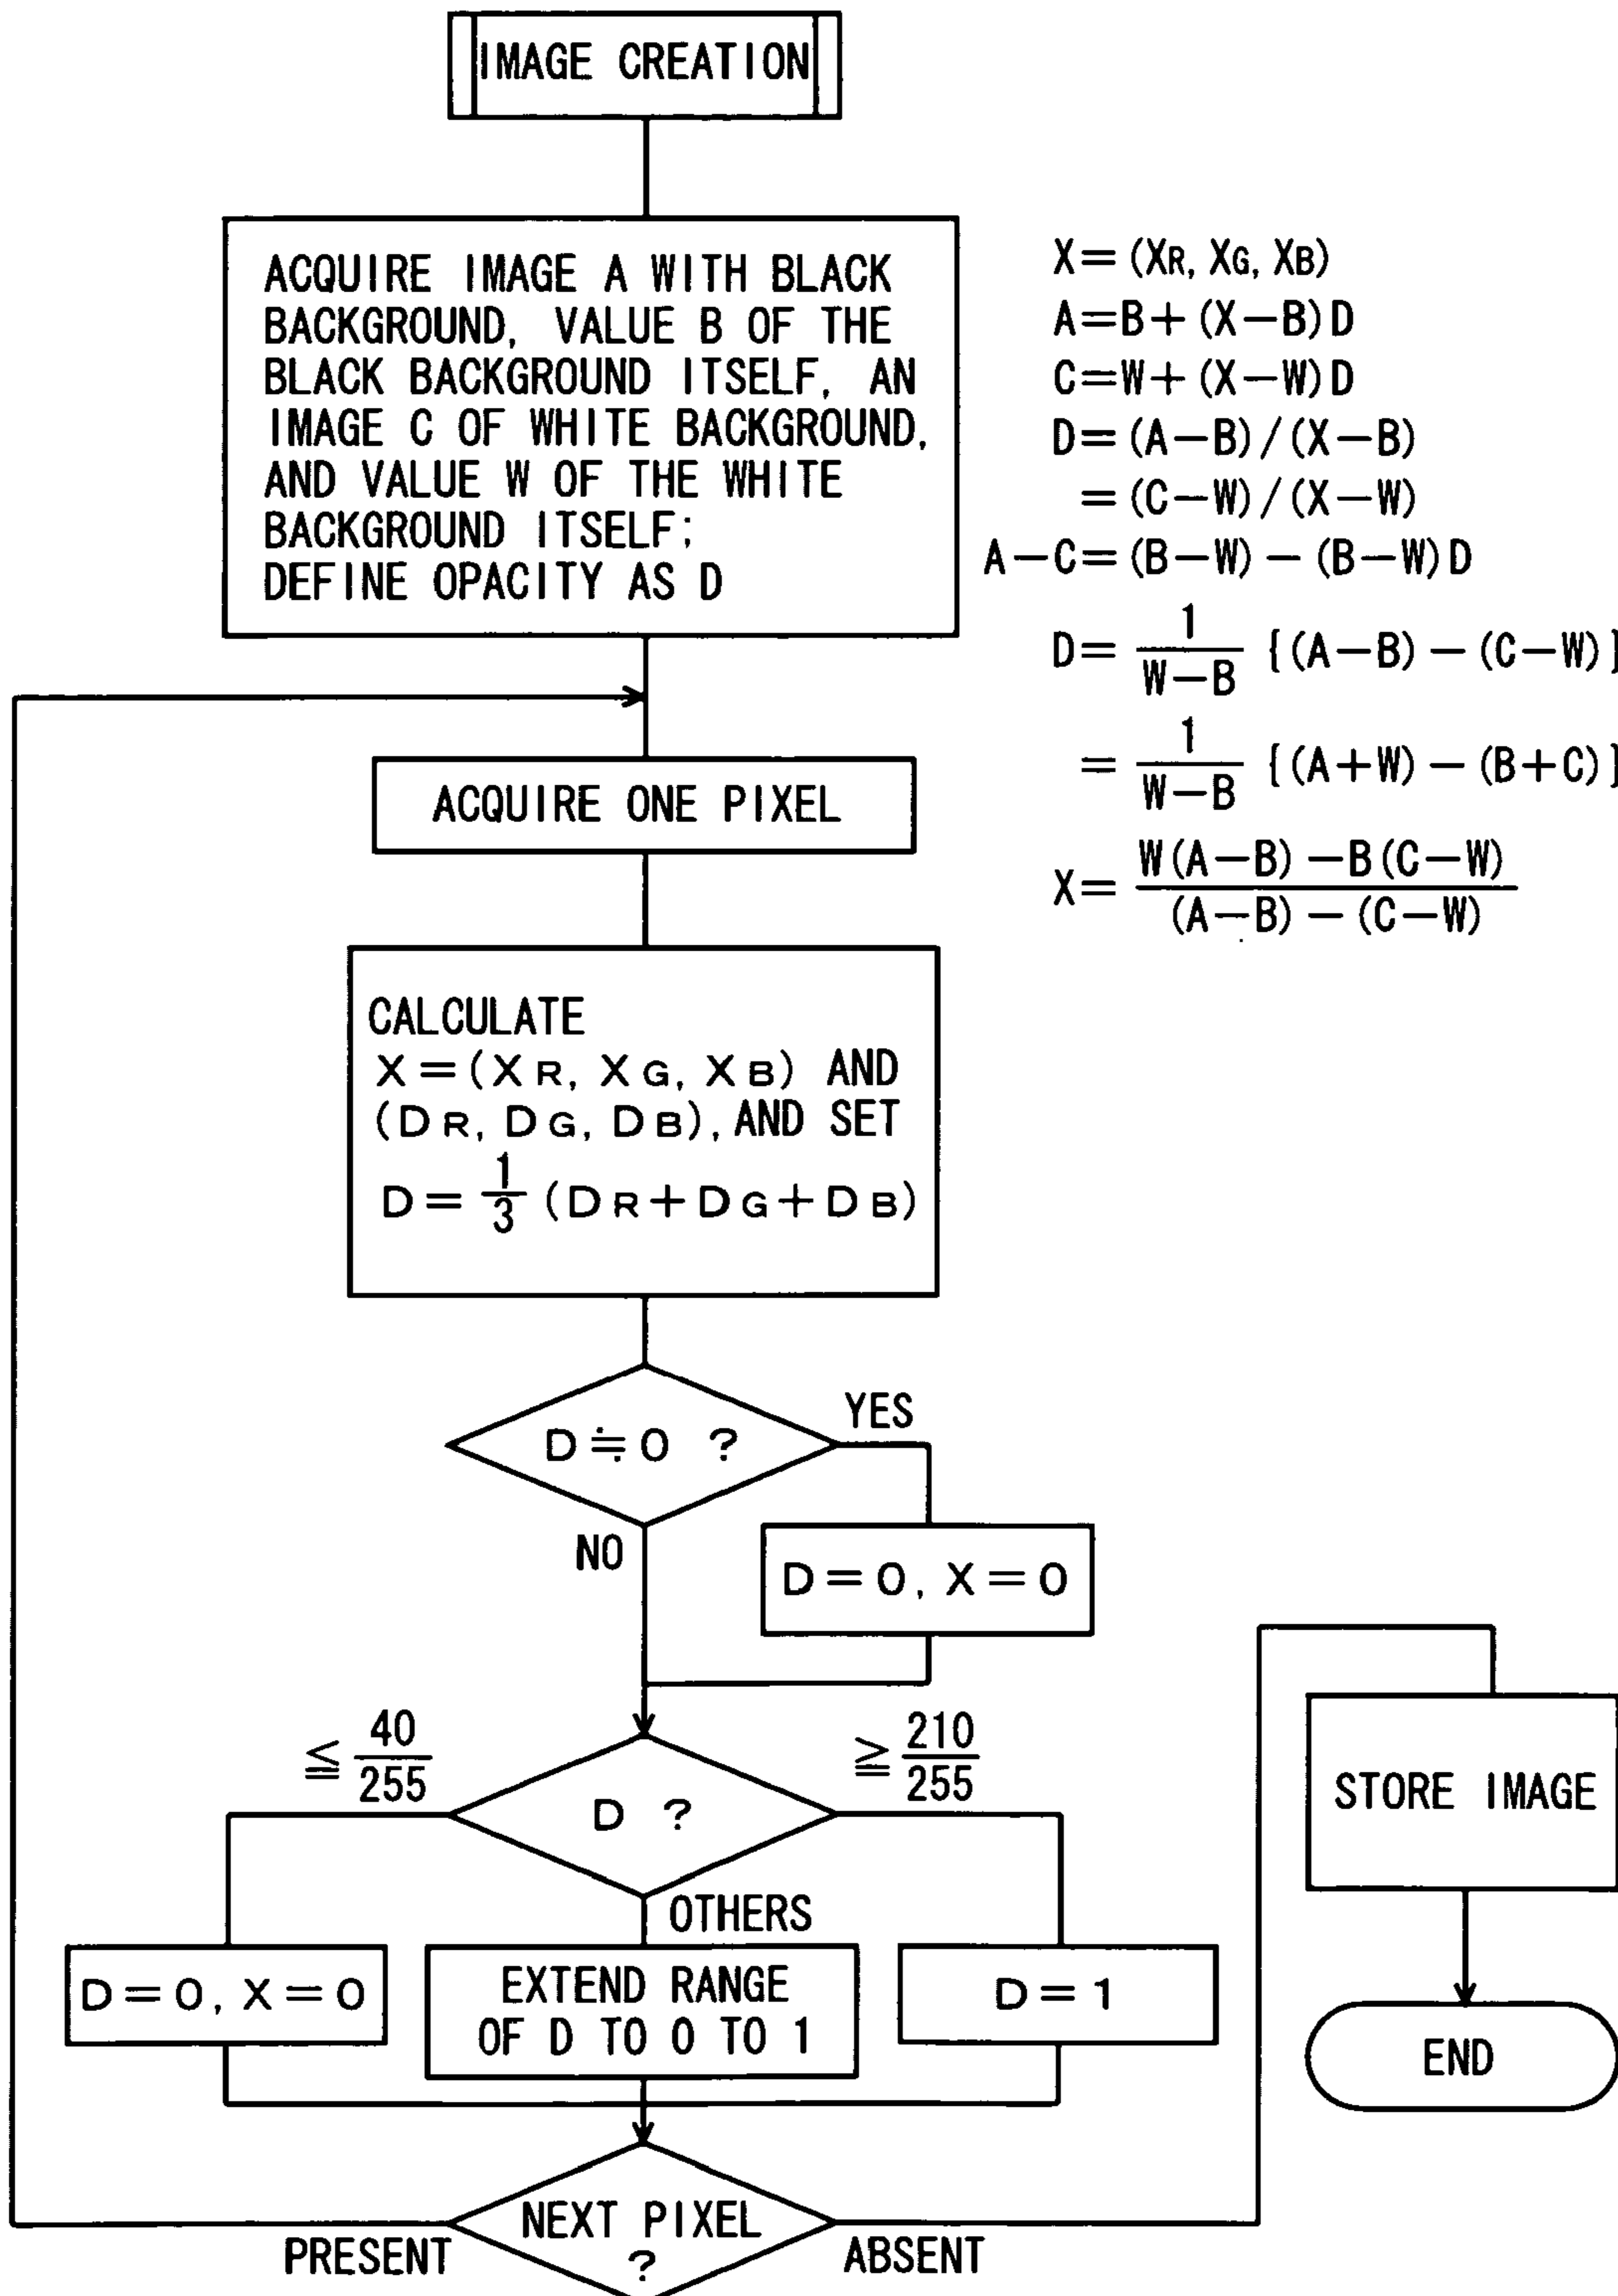 IMAGE CREATION
ACQUIRE IMAGE A WITH BLACK
BACKGROUND, VALUE B OF THE
BLACK BACKGROUND ITSELF, AN
IMAGE C OF WHITE BACKGROUND,
AND VALUE W OF THE WHITE
BACKGROUND ITSELF;
DEFINE OPACITY AS D
X=(XR, XG, XB)
A=B+(X−B)D
C=W+(X−W)D
D=(A−B)/(X−B)
=(C−W)/(X−W)
A−C=(B−W)−(B−W)D
D= 1/(W−B) {(A−B)−(C−W)}
= 1/(W−B) {(A+W)−(B+C)}
X= (W(A−B)−B(C−W))/((A−B)−(C−W))
ACQUIRE ONE PIXEL
CALCULATE
X=(XR, XG, XB) AND
(DR, DG, DB), AND SET
D= 1/3 (DR+DG+DB)
D≒0 ?
YES
NO
D=0, X=0
≦ 40/255
≧ 210/255
D ?
OTHERS
D=0, X=0
EXTEND RANGE
OF D TO 0 TO 1
D=1
NEXT PIXEL
?
PRESENT
ABSENT
STORE IMAGE
END